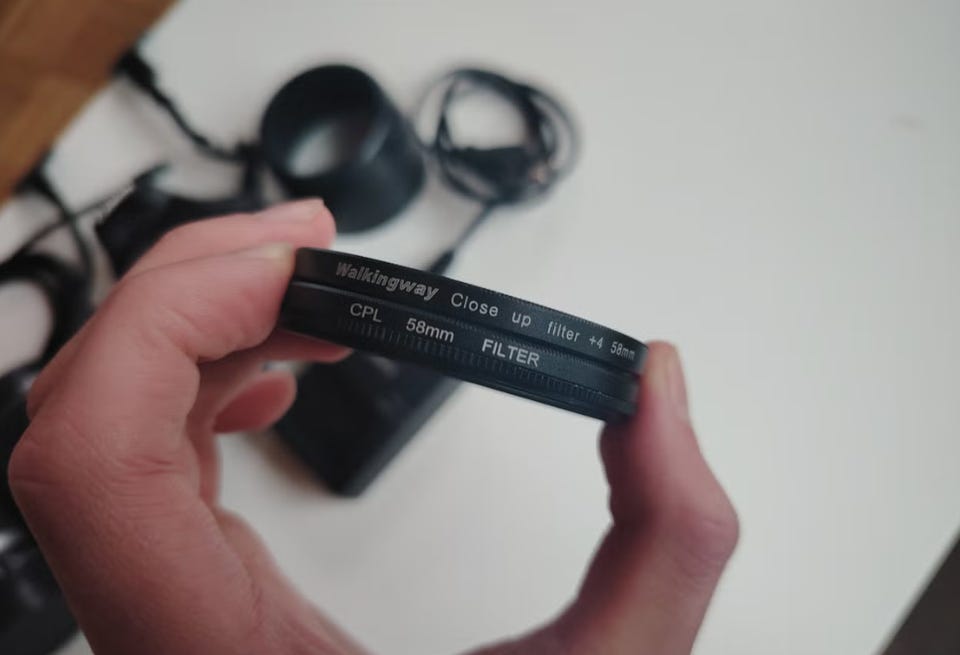 Walkingway Close up filter +4 58mm
CPL 58mm FILTER